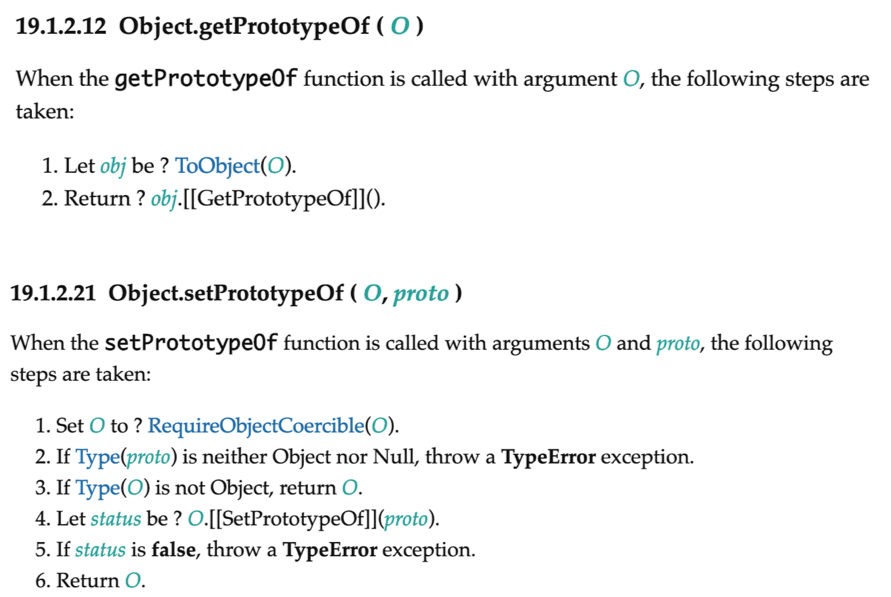 19.1.2.12 Object.getPrototypeOf ( O )
When the getPrototypeOf function is called with argument O, the following steps are
taken:
1. Let obj be ? ToObject(O).
2. Return ? obj.[[GetPrototypeOf]]().
19.1.2.21 Object.setPrototypeOf ( O, proto )
When the setPrototypeOf function is called with arguments O and proto, the following
steps are taken:
1. Set O to ? RequireObjectCoercible(O).
2. If Type(proto) is neither Object nor Null, throw a TypeError exception.
3. If Type(O) is not Object, return O.
4. Let status be ? O.[[SetPrototypeOf]](proto).
5. If status is false, throw a TypeError exception.
6. Return O.